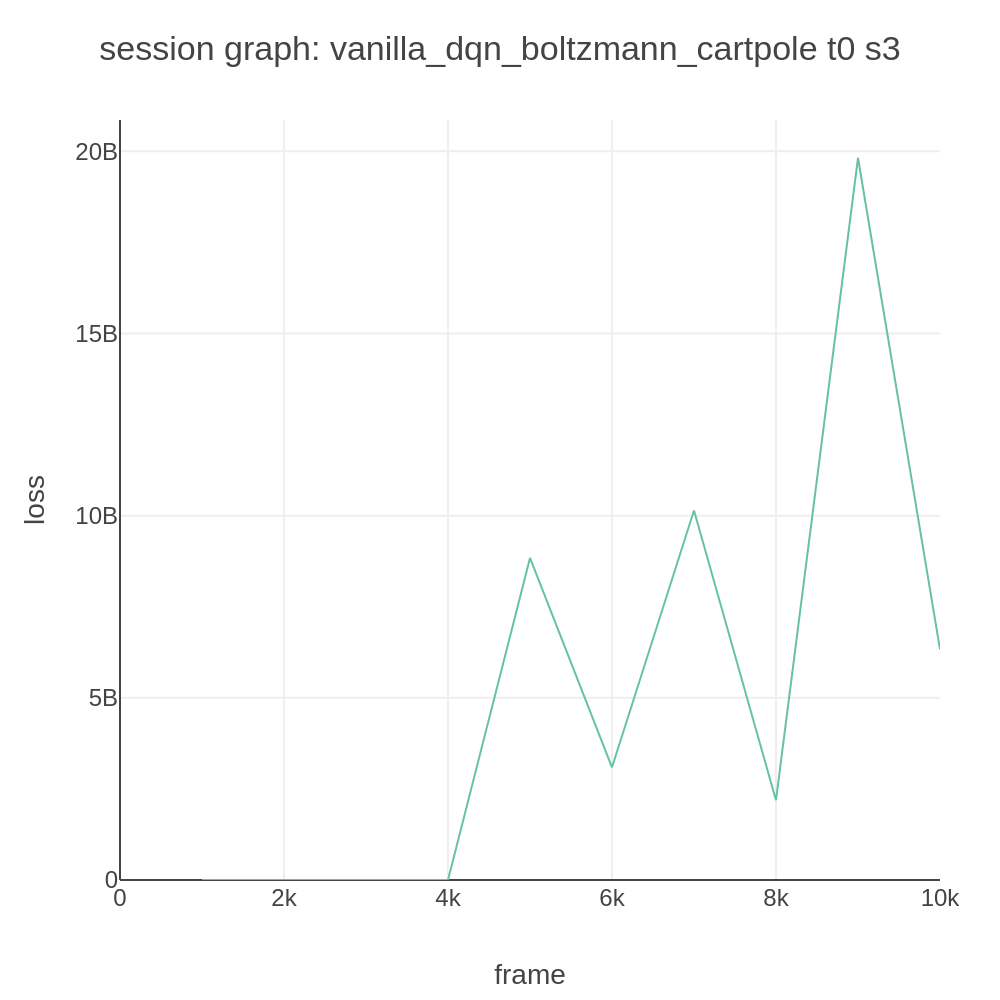 session graph: vanilla_dqn_boltzmann_cartpole t0 s3
20B
15B
10B
5B
0
loss
0 2k 4k 6k 8k 10k
frame